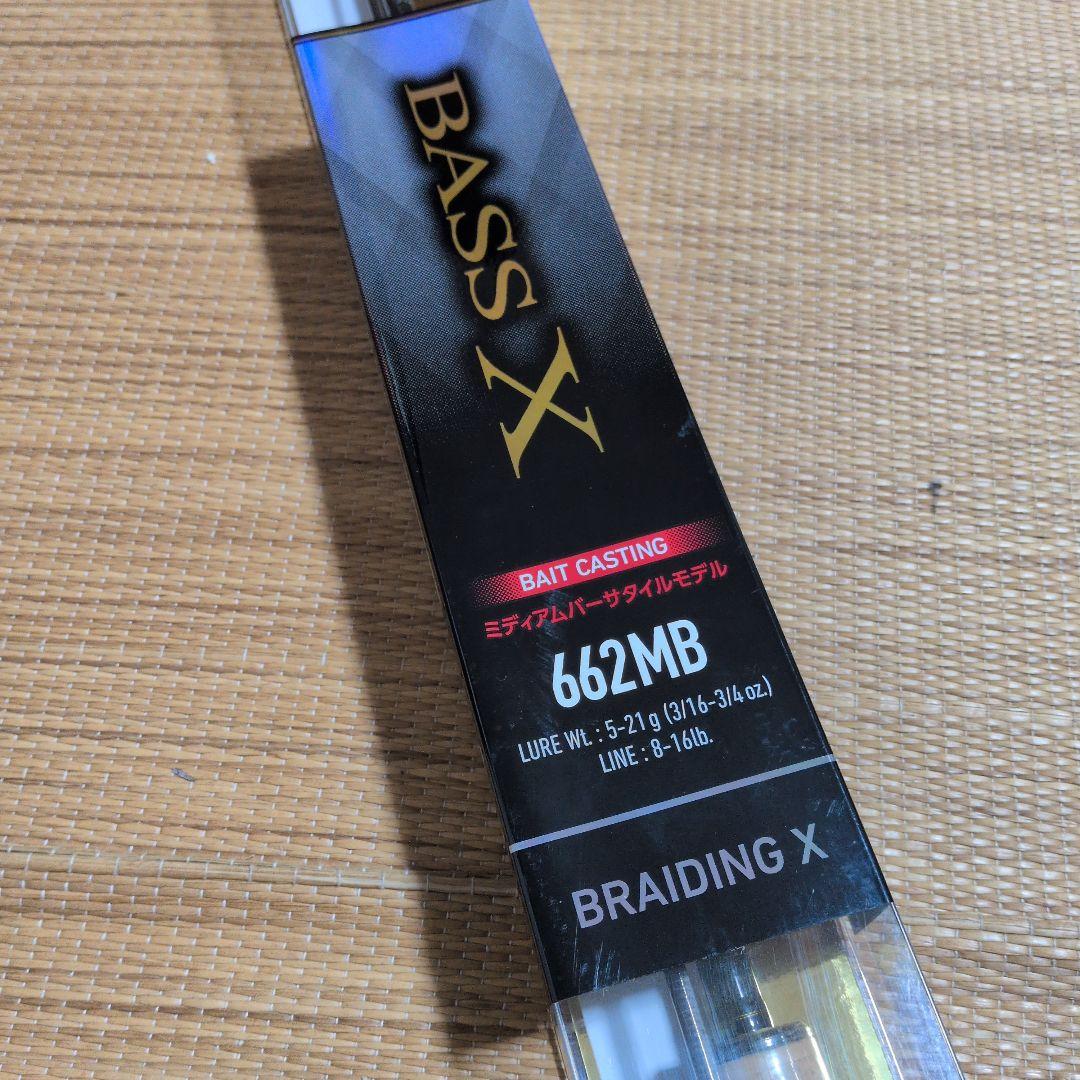 BASS X
BAIT CASTING
ミディアムバーサタイルモデル
662MB
LURE Wt. : 5-21g (3/16-3/4oz.)
LINE : 8-16lb.
BRAIDING X